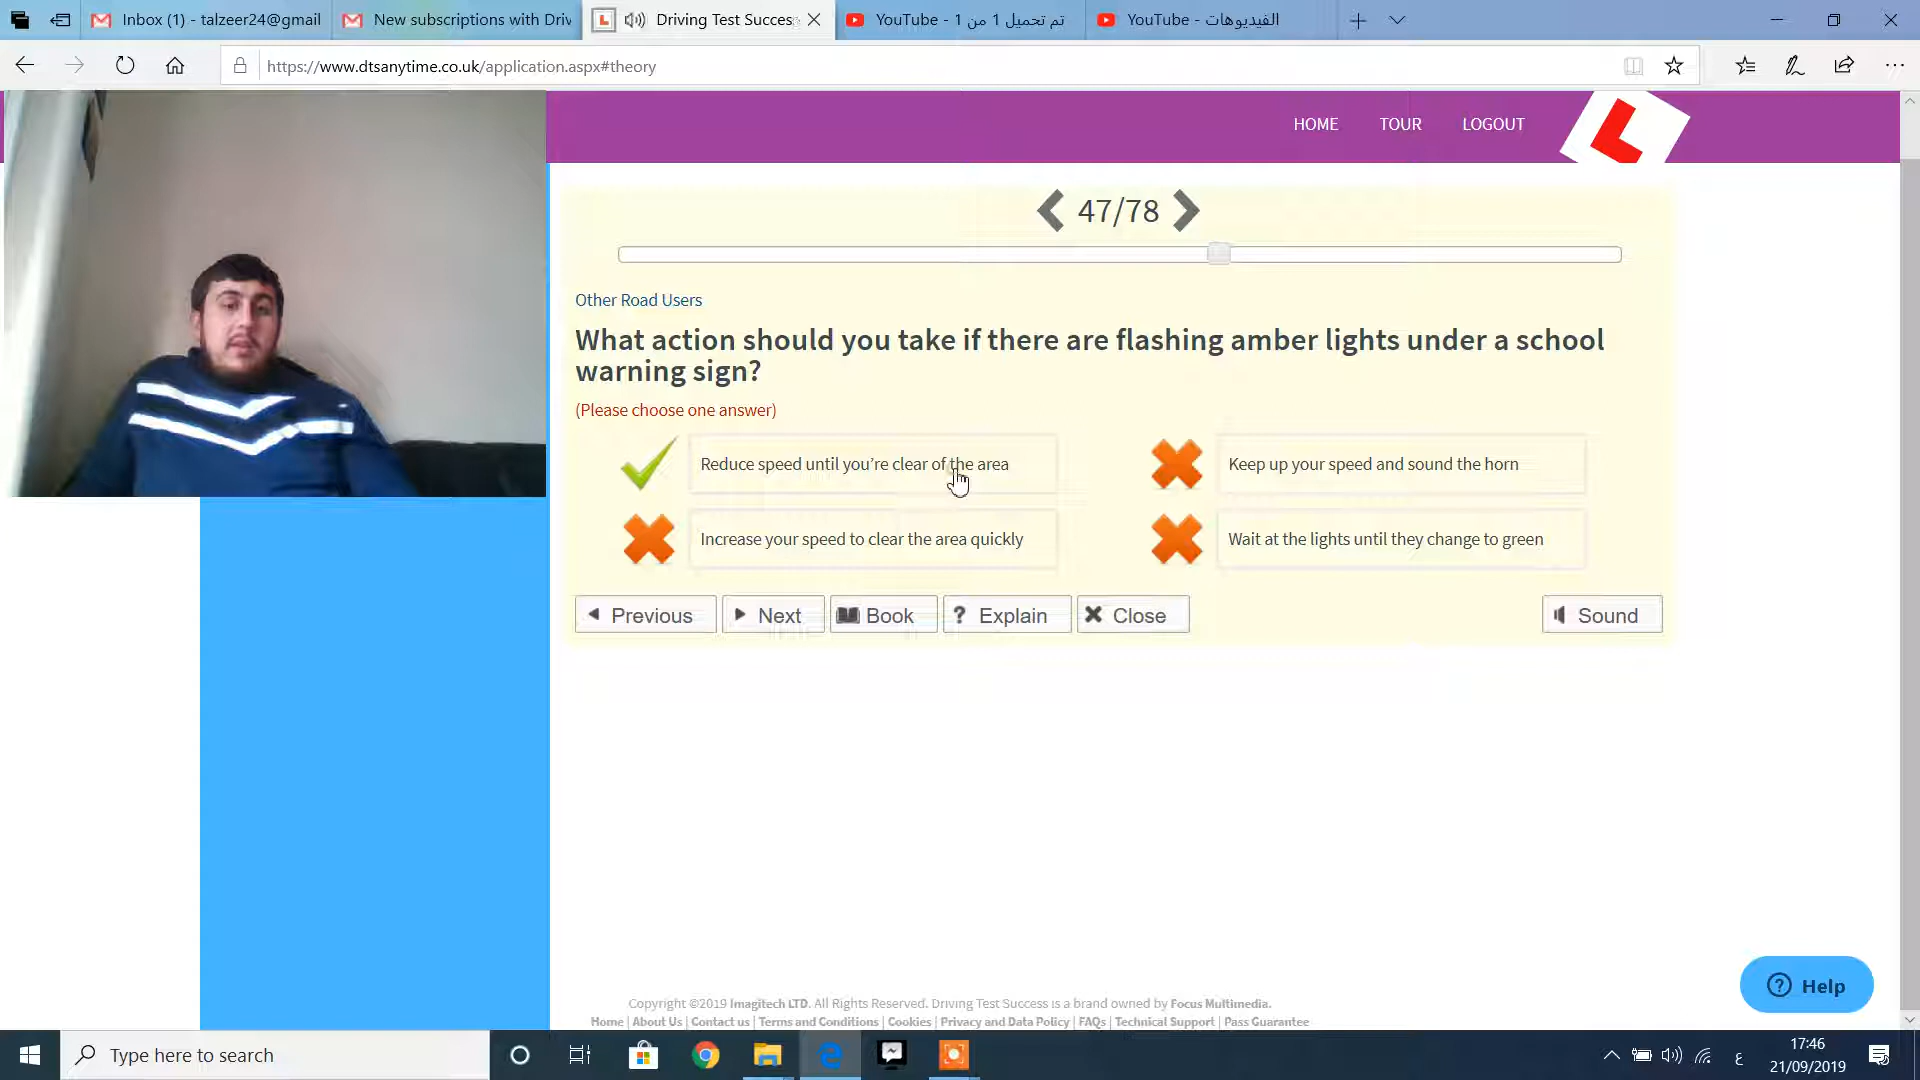 Inbox (1) - talzeer24@gmail
New subscriptions with Driv
Driving Test Succes
YouTube - تم تحميل 1 من 1
YouTube - الفيديوهات
https://www.dtsanytime.co.uk/application.aspx#theory
HOME TOUR LOGOUT
47/78
Other Road Users
What action should you take if there are flashing amber lights under a school
warning sign?
(Please choose one answer)
Reduce speed until you're clear of the area
Keep up your speed and sound the horn
Increase your speed to clear the area quickly
Wait at the lights until they change to green
Previous Next Book ? Explain Close Sound
Help
Copyright ©2019 Imagitech LTD. All Rights Reserved. Driving Test Success is a brand owned by Focus Multimedia.
Home | About Us | Contact us | Terms and Conditions | Cookies | Privacy and Data Policy | FAQs | Technical Support | Pass Guarantee
Type here to search
ع
17:46
21/09/2019